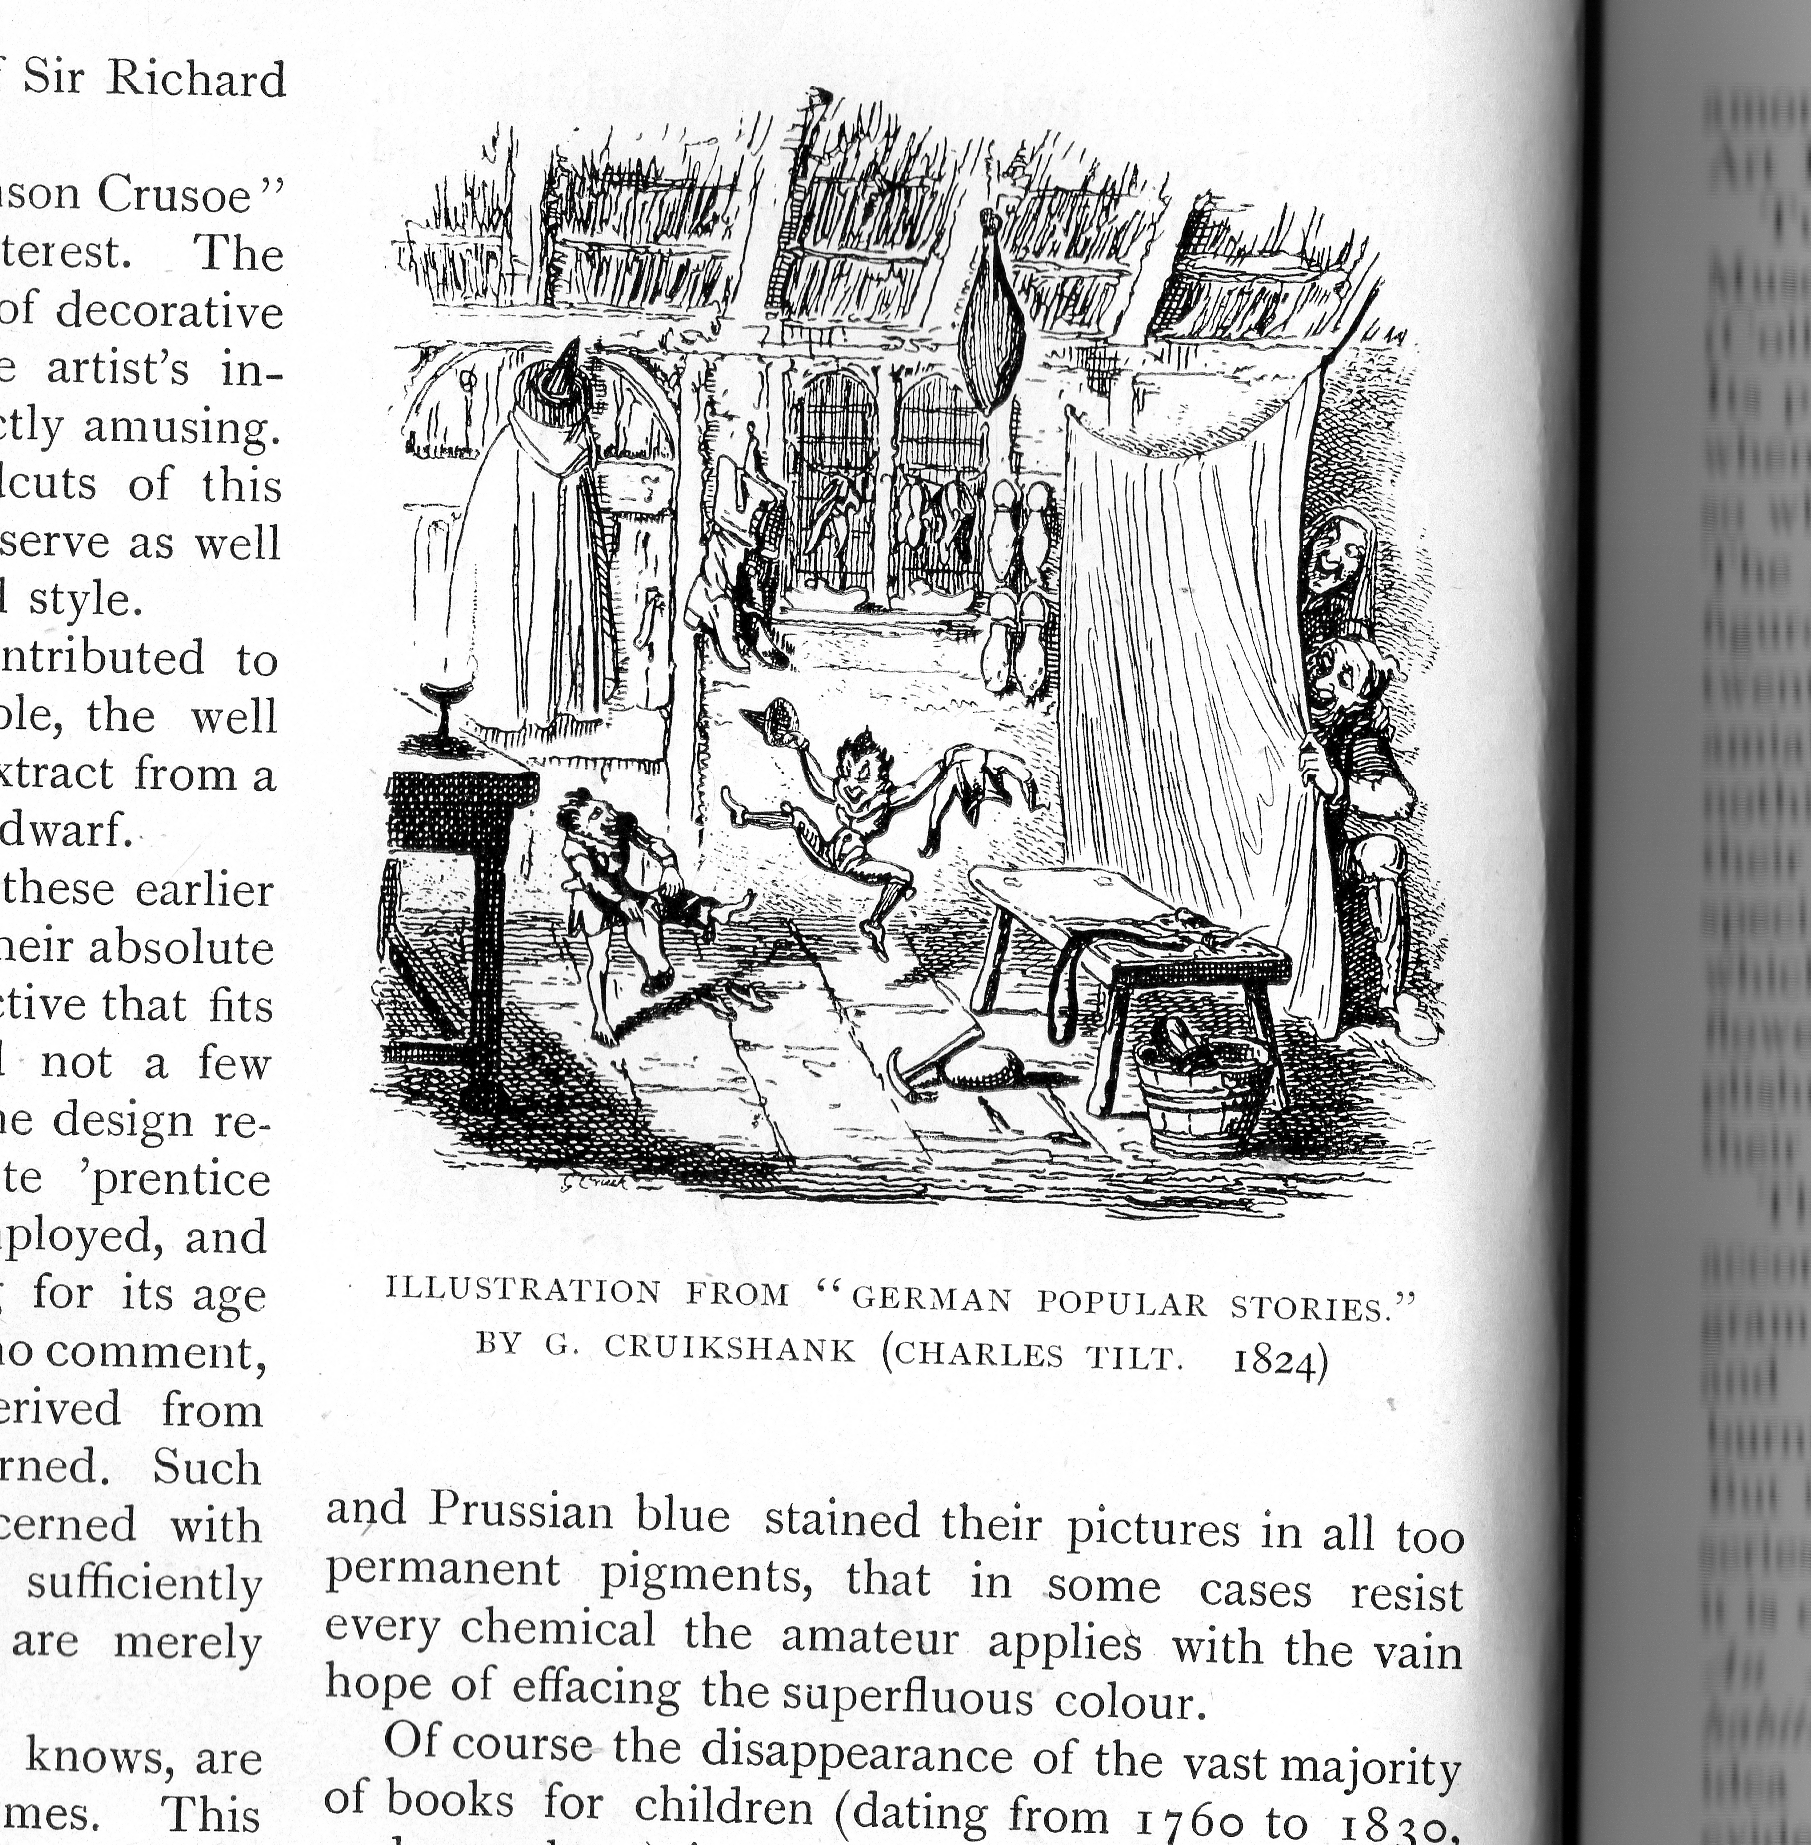 Sir Richard
son Crusoe"
terest. The
of decorative
artist's in-
ctly amusing.
cuts of this
serve as well
style.
ntributed to
ble, the well
xtract from a
dwarf.
these earlier
heir absolute
ctive that fits
not a few
he design re-
te 'prentice
ployed, and
for its age
no comment,
erived from
rned. Such
cerned with
sufficiently
are merely
knows, are
mes. This
G Cruik
ILLUSTRATION FROM "GERMAN POPULAR STORIES."
BY G. CRUIKSHANK (CHARLES TILT. 1824)
and Prussian blue stained their pictures in all too
permanent pigments, that in some cases resist
every chemical the amateur applies with the vain
hope of effacing the superfluous colour.
Of course the disappearance of the vast majority
of books for children (dating from 1760 to 1830,